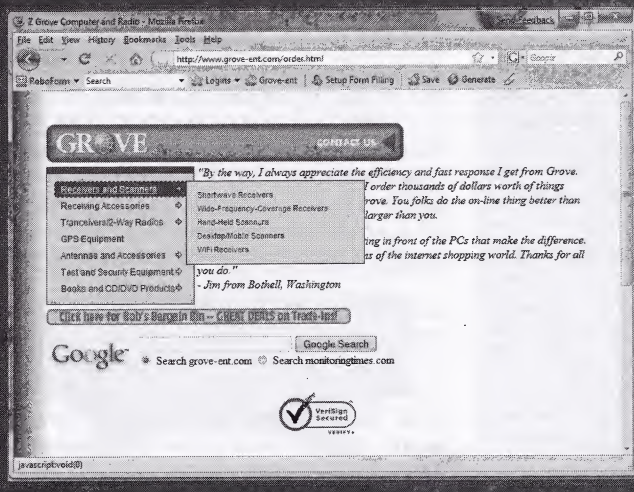 Z Grove Computer and Radio - Mozilla Firefox
Send Feedback
File Edit View History Bookmarks Tools Help
http://www.grove-ent.com/order.html
Google
RoboForm Search Logins Grove-ent Setup Form Filling Save Generate
GROVE
CONTACT US
"By the way, I always appreciate the efficiency and fast response I get from Grove.
I order thousands of dollars worth of things
rove. You folks do the on-line thing better than
larger than you.
ing in front of the PCs that make the difference.
ns of the internet shopping world. Thanks for all
you do."
- Jim from Bothell, Washington
Receivers and Scanners
Receiving Accessories
Tranceivers/2-Way Radios
GPS Equipment
Antennas and Accessories
Test and Security Equipment
Books and CD/DVD Products
Shortwave Receivers
Wide-Frequency-Coverage Receivers
Hand-Held Scanners
Desktop/Mobile Scanners
WiFi Receivers
Click here for Bob's Bargain Bin -- GREAT DEALS on Trade-Ins!
Google
Google Search
Search grove-ent.com Search monitoringtimes.com
VeriSign
Secured
VERIFY
javascript:void(0)